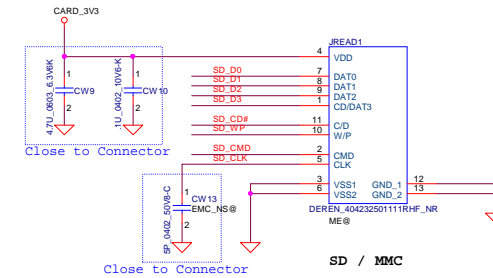 CARD_3V3
JREAD1
4 VDD
SD_D0 7 DAT0
SD_D1 8 DAT1
SD_D2 9 DAT2
SD_D3 1 CD/DAT3
SD_CD# 11 C/D
SD_WP 10 W/P
SD_CMD 2 CMD
SD_CLK 5 CLK
3 VSS1 GND_1 12
6 VSS2 GND_2 13
DEREN_404232501111RHF_NR
ME@
4.7U_0603_6.3V6K
1
CW9
2
.1U_0402_10V6-K
1
CW10
2
Close to Connector
5P_0402_50V8-C
1
CW13
EMC_NS@
2
Close to Connector
SD / MMC